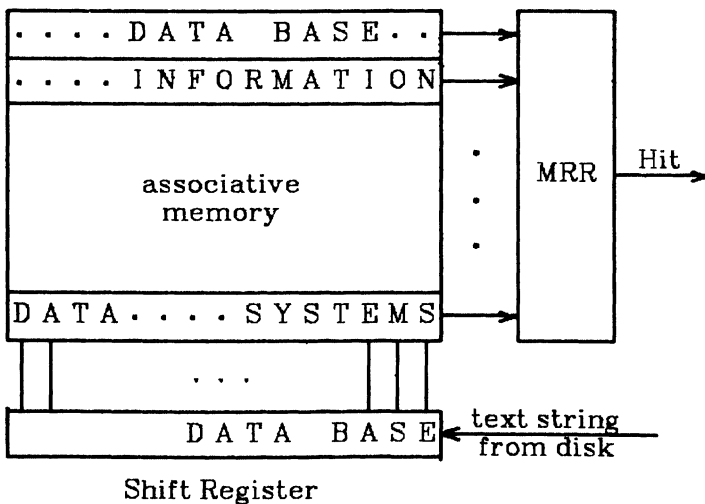 ....DATA BASE..
....INFORMATION
associative
memory
.
.
.
MRR
Hit
DATA....SYSTEMS
...
DATA BASE
text string
from disk
Shift Register